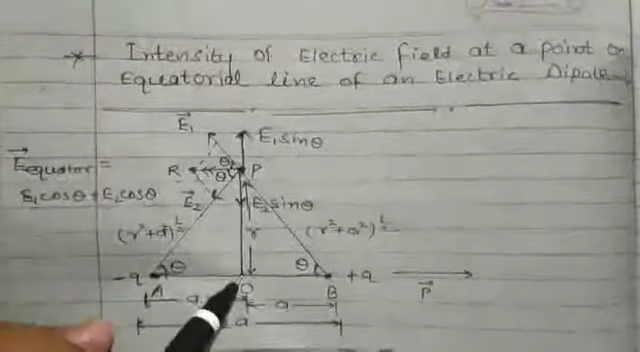 * Intensity of Electric field at a point on
Equatorial line of an Electric Dipole
E₁
E₁sinθ
R
θ
θ
P
E equator =
E₁cosθ + E₂cosθ
E₂
E₂sinθ
(r²+a²)^½
r
(r²+a²)^½
-q
θ
θ
+q
A
O
B
P
a
a
a